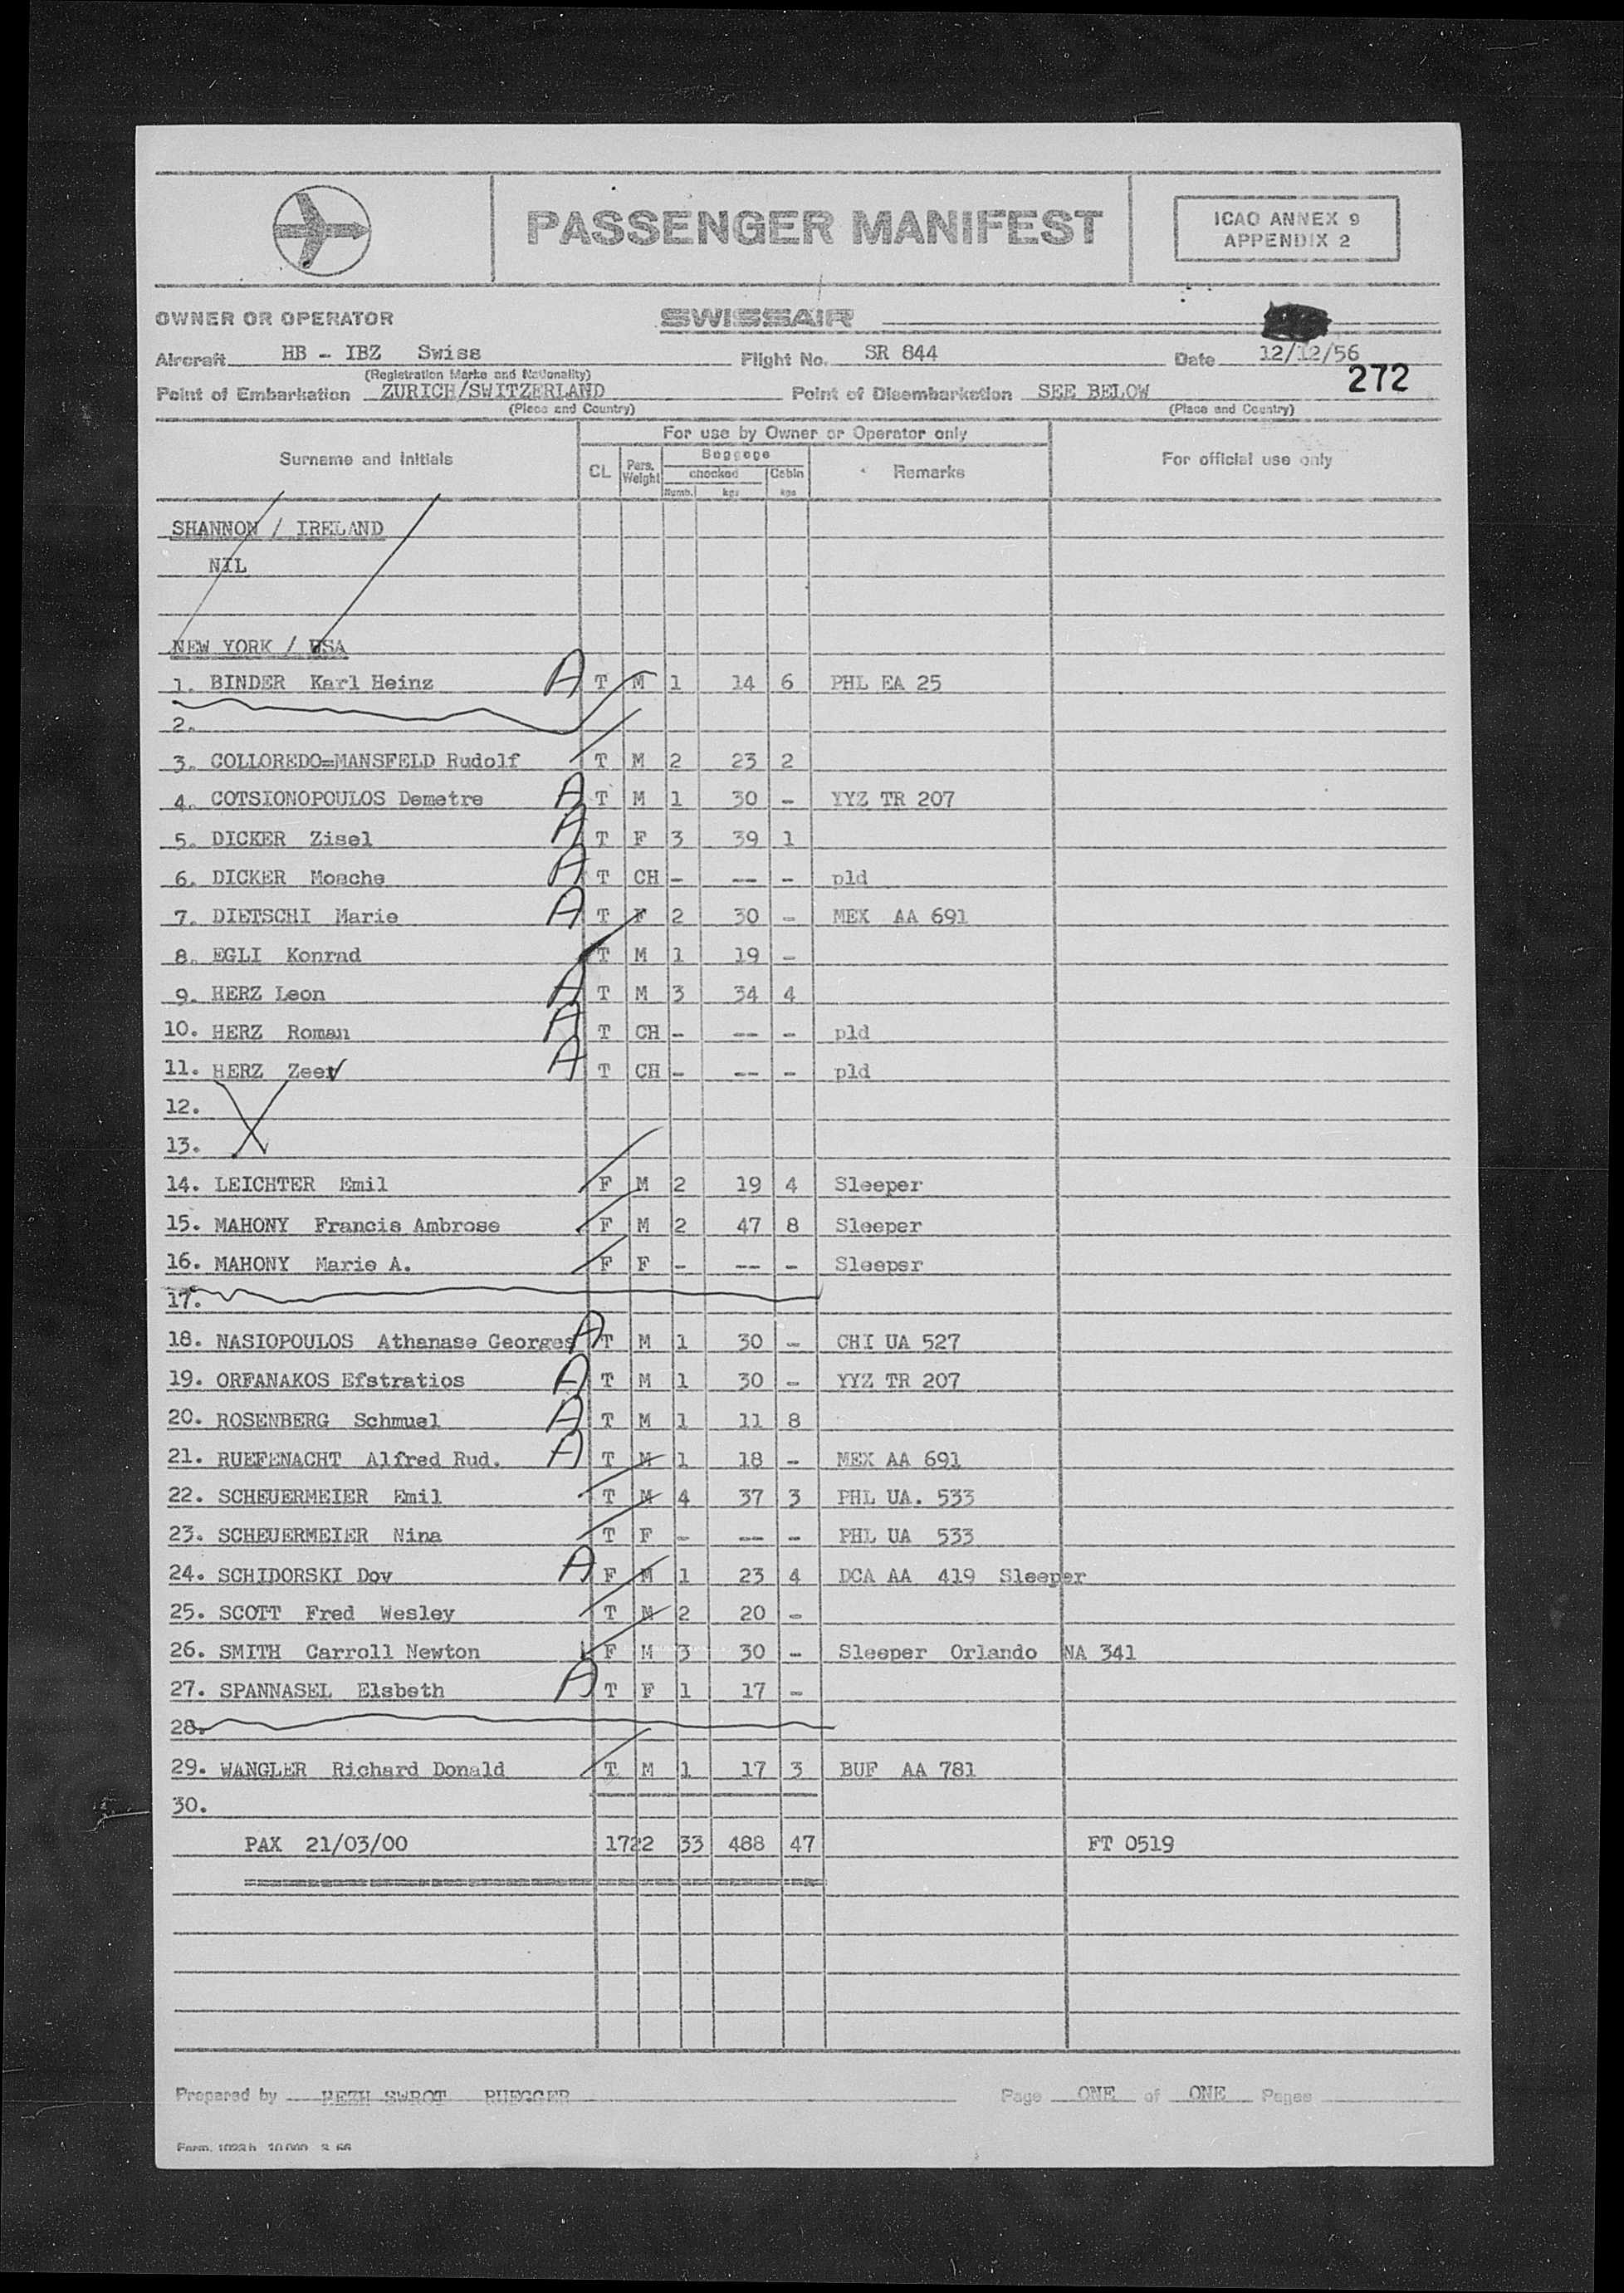 PASSENGER MANIFEST
ICAO ANNEX 9
APPENDIX 2
OWNER OR OPERATOR SWISSAIR
Aircraft HB - IBZ Swiss Flight No. SR 844 Date 12/12/56
(Registration Marks and Nationality)
272
Point of Embarkation ZURICH/SWITZERLAND Point of Disembarkation SEE BELOW
(Place and Country) (Place and Country)
For use by Owner or Operator only
Surname and Initials CL Pers. Weight Baggage checked Numb. kgs Cabin kgs Remarks For official use only
SHANNON / IRELAND
NIL
NEW YORK / USA
1. BINDER Karl Heinz A T M 1 14 6 PHL EA 25
2.
3. COLLOREDO=MANSFELD Rudolf T M 2 23 2
4. COTSIONOPOULOS Demetre A T M 1 30 - YYZ TR 207
5. DICKER Zisel A T F 3 39 1
6. DICKER Mosche A T CH - -- - pld
7. DIETSCHI Marie A T F 2 30 - MEX AA 691
8. EGLI Konrad T M 1 19 -
9. HERZ Leon A T M 3 34 4
10. HERZ Roman A T CH - -- - pld
11. HERZ Zeev A T CH - -- - pld
12.
13.
14. LEICHTER Emil F M 2 19 4 Sleeper
15. MAHONY Francis Ambrose F M 2 47 8 Sleeper
16. MAHONY Marie A. F F - -- - Sleeper
17.
18. NASIOPOULOS Athanase Georges A T M 1 30 - CHI UA 527
19. ORFANAKOS Efstratios A T M 1 30 - YYZ TR 207
20. ROSENBERG Schmuel A T M 1 11 8
21. RUEFENACHT Alfred Rud. A T M 1 18 - MEX AA 691
22. SCHEUERMEIER Emil T M 4 37 3 PHL UA. 533
23. SCHEUERMEIER Nina T F - -- - PHL UA 533
24. SCHIDORSKI Dov A F M 1 23 4 DCA AA 419 Sleeper
25. SCOTT Fred Wesley T M 2 20 -
26. SMITH Carroll Newton F M 3 30 - Sleeper Orlando NA 341
27. SPANNASEL Elsbeth A T F 1 17 -
28.
29. WANGLER Richard Donald T M 1 17 3 BUF AA 781
30.
PAX 21/03/00 1722 33 488 47 FT 0519
Prepared by HEZH SWROT RUEGGER Page ONE of ONE Pages
Form. 1023 h 10.000